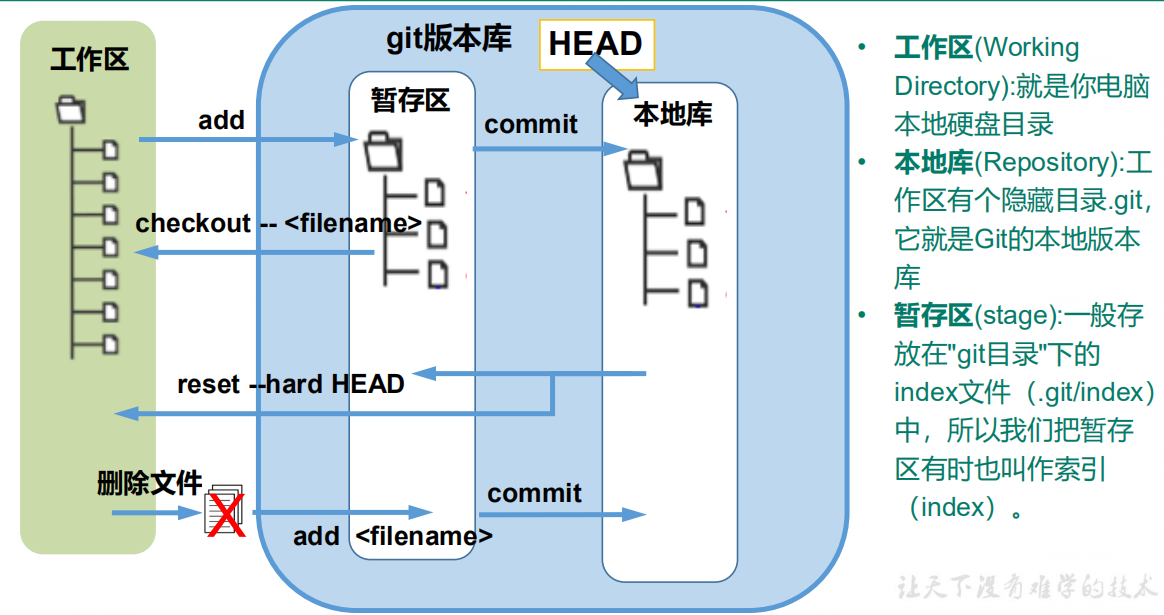 git版本库
HEAD
工作区
暂存区
本地库
add
commit
checkout -- <filename>
reset --hard HEAD
删除文件
X
commit
add <filename>
• 工作区(Working
Directory):就是你电脑
本地硬盘目录
• 本地库(Repository):工
作区有个隐藏目录.git,
它就是Git的本地版本
库
• 暂存区(stage):一般存
放在"git目录"下的
index文件（.git/index）
中，所以我们把暂存
区有时也叫作索引
（index）。
让天下没有难学的技术